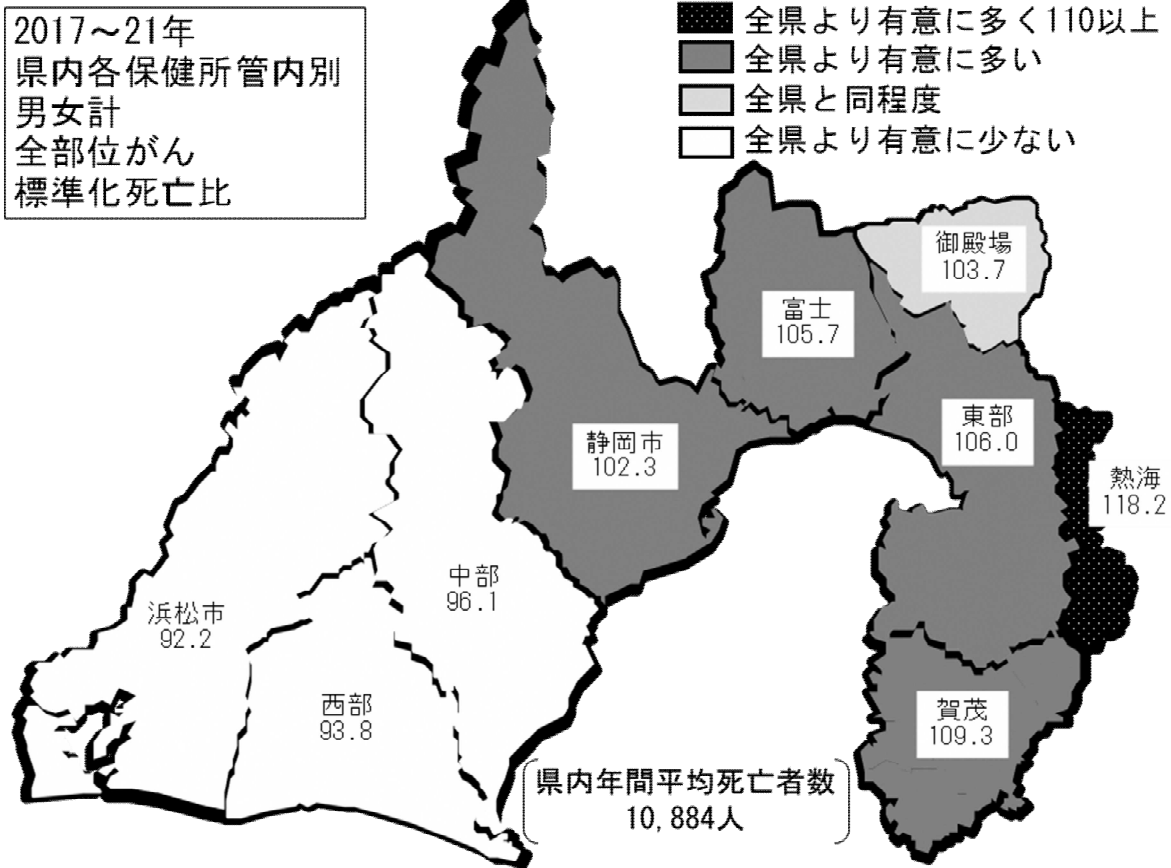 2017～21年
県内各保健所管内別
男女計
全部位がん
標準化死亡比
全県より有意に多く110以上
全県より有意に多い
全県と同程度
全県より有意に少ない
御殿場
103.7
富士
105.7
東部
106.0
静岡市
102.3
熱海
118.2
中部
96.1
浜松市
92.2
西部
93.8
賀茂
109.3
県内年間平均死亡者数
10,884人